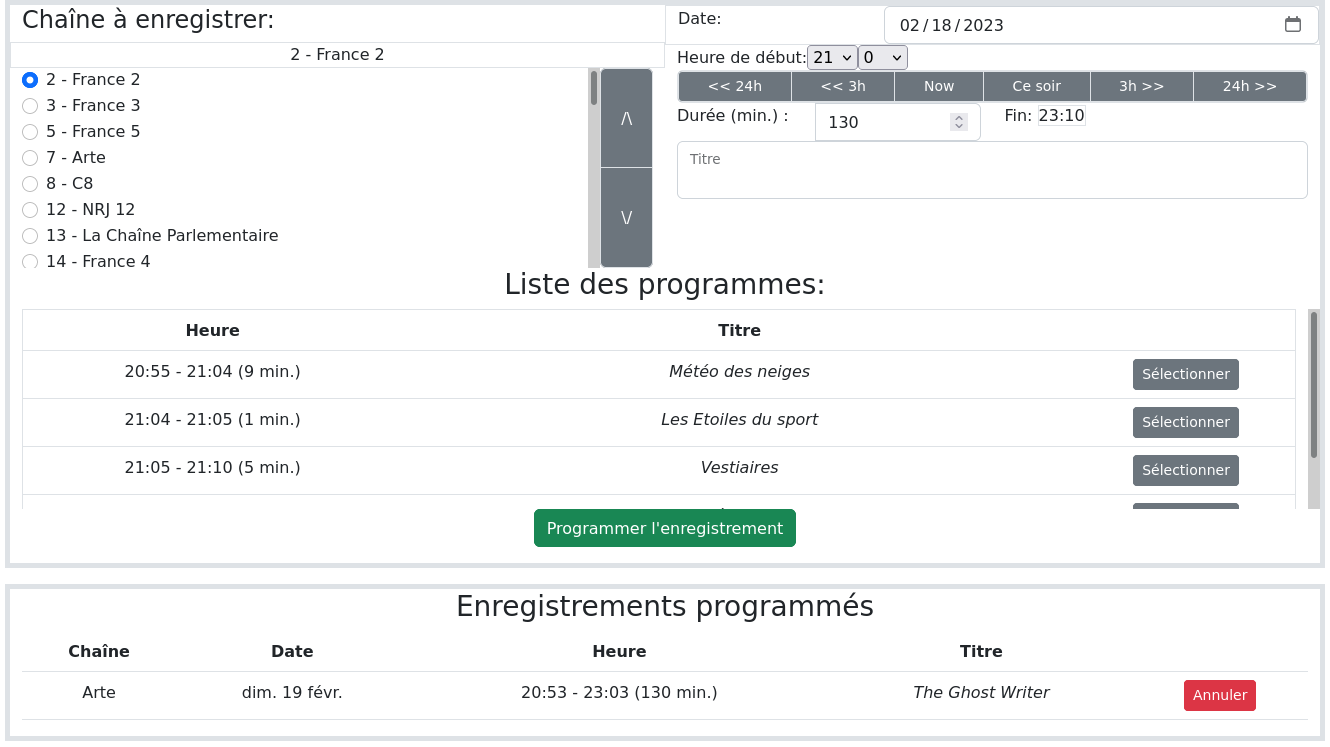 Chaîne à enregistrer:
2 - France 2
2 - France 2
3 - France 3
5 - France 5
7 - Arte
8 - C8
12 - NRJ 12
13 - La Chaîne Parlementaire
14 - France 4
/\
\/
Date:
02/18/2023
Heure de début: 21 0
<< 24h << 3h Now Ce soir 3h >> 24h >>
Durée (min.) : 130 Fin: 23:10
Titre
Liste des programmes:
Heure Titre
20:55 - 21:04 (9 min.) Météo des neiges Sélectionner
21:04 - 21:05 (1 min.) Les Etoiles du sport Sélectionner
21:05 - 21:10 (5 min.) Vestiaires Sélectionner
Programmer l'enregistrement
Enregistrements programmés
Chaîne Date Heure Titre
Arte dim. 19 févr. 20:53 - 23:03 (130 min.) The Ghost Writer Annuler